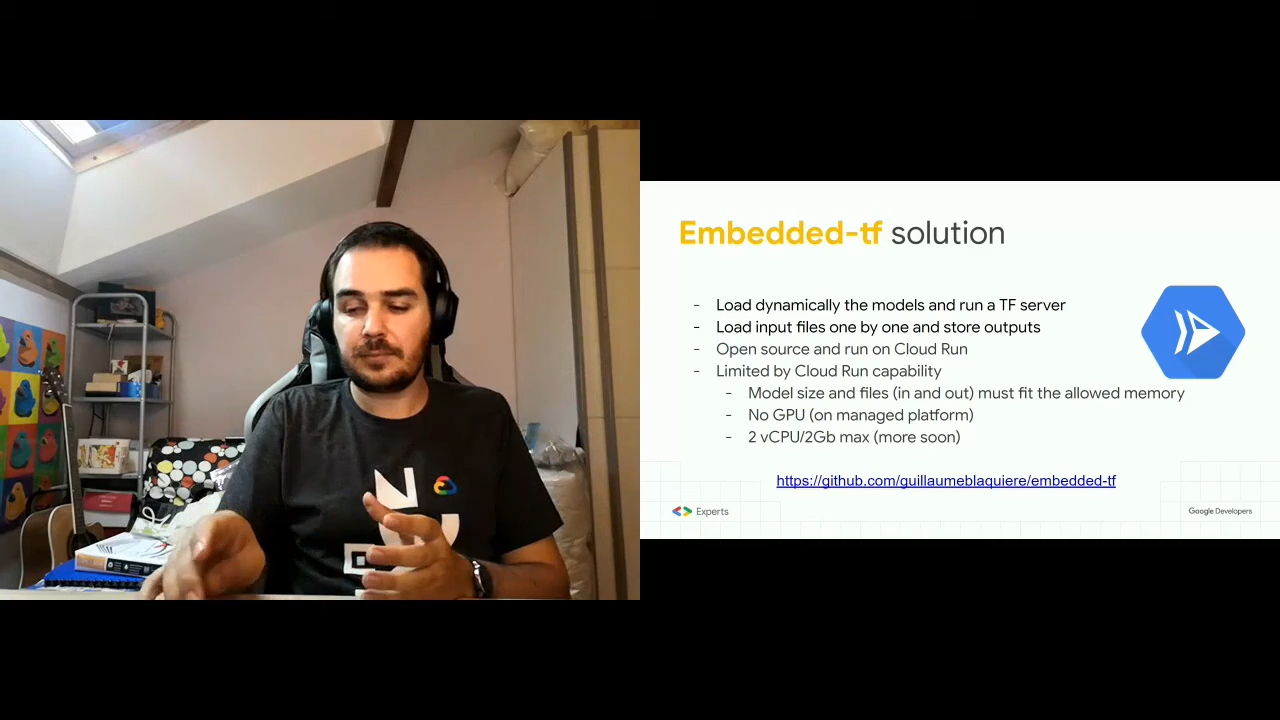 Embedded-tf solution
- Load dynamically the models and run a TF server
- Load input files one by one and store outputs
- Open source and run on Cloud Run
- Limited by Cloud Run capability
- Model size and files (in and out) must fit the allowed memory
- No GPU (on managed platform)
- 2 vCPU/2Gb max (more soon)
https://github.com/guillaumeblaquiere/embedded-tf
Experts
Google Developers